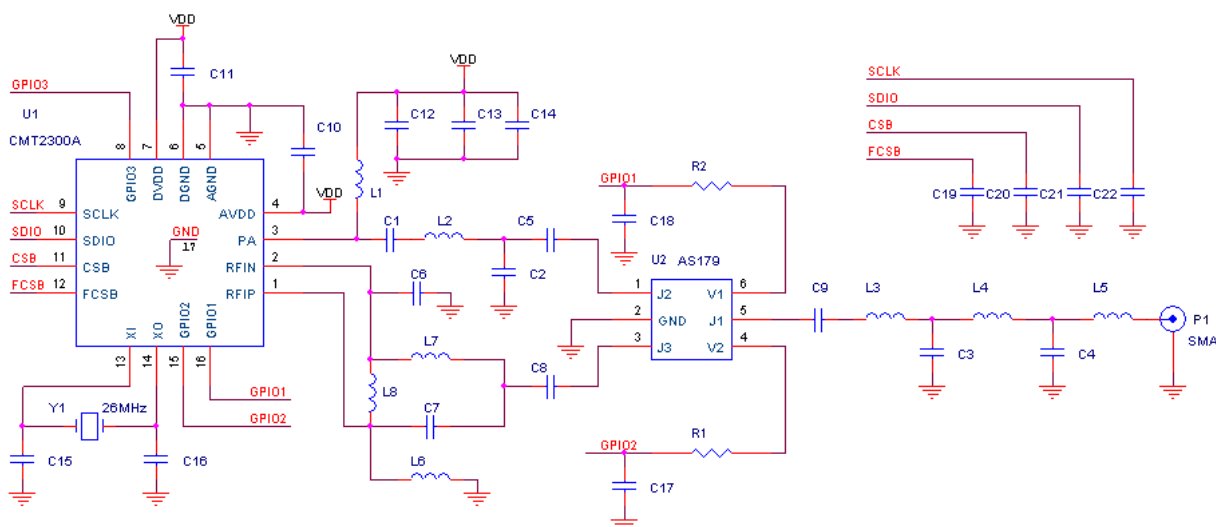 VDD
VDD
C11
GPIO3
SCLK
U1
C12 C13 C14
SDIO
C10
CMT2300A
GPIO1 R2
CSB
8 7 6 5
FCSB
GPIO3 DVDD DGND AGND
L1
C19 C20 C21 C22
VDD
SCLK 9 SCLK AVDD 4
C18
C1 L2 C5
SDIO 10 SDIO GND PA 3
17
CSB 11 CSB RFIN 2
U2 AS179
FCSB 12 FCSB RFIP 1
C6 C2
1 J2 V1 6
C9 L3 L4 L5
2 GND J1 5
P1
SMA
XI XO GPIO2 GPIO1
3 J3 V2 4
13 14 15 16
L7
C3 C4
C8
L8
GPIO1
C7
Y1 26MHz
GPIO2
GPIO2 R1
C15 C16
L6
C17